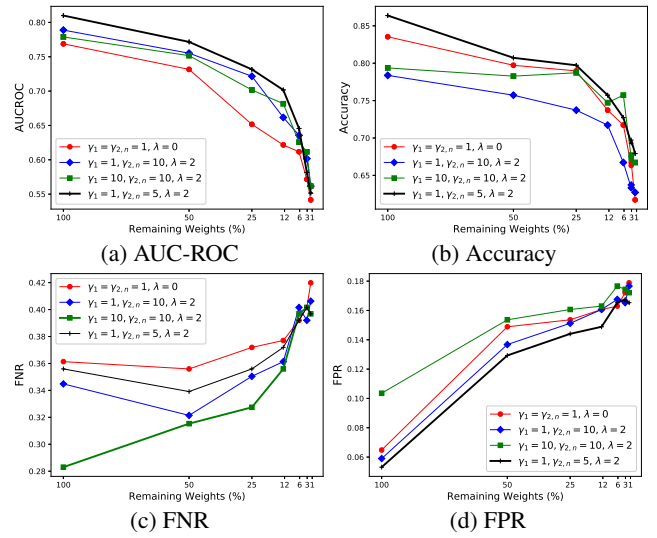 0.80
0.75
0.70
0.65
0.60
0.55
AUCROC
γ₁ = γ₂,ₙ = 1, λ = 0
γ₁ = 1, γ₂,ₙ = 10, λ = 2
γ₁ = 10, γ₂,ₙ = 10, λ = 2
γ₁ = 1, γ₂,ₙ = 5, λ = 2
100 50 25 12 6 31
Remaining Weights (%)
(a) AUC-ROC
0.85
0.80
0.75
0.70
0.65
Accuracy
γ₁ = γ₂,ₙ = 1, λ = 0
γ₁ = 1, γ₂,ₙ = 10, λ = 2
γ₁ = 10, γ₂,ₙ = 10, λ = 2
γ₁ = 1, γ₂,ₙ = 5, λ = 2
100 50 25 12 6 31
Remaining Weights (%)
(b) Accuracy
0.42
0.40
0.38
0.36
0.34
0.32
0.30
0.28
FNR
γ₁ = γ₂,ₙ = 1, λ = 0
γ₁ = 1, γ₂,ₙ = 10, λ = 2
γ₁ = 10, γ₂,ₙ = 10, λ = 2
γ₁ = 1, γ₂,ₙ = 5, λ = 2
100 50 25 12 6 31
Remaining Weights (%)
(c) FNR
0.18
0.16
0.14
0.12
0.10
0.08
0.06
FPR
γ₁ = γ₂,ₙ = 1, λ = 0
γ₁ = 1, γ₂,ₙ = 10, λ = 2
γ₁ = 10, γ₂,ₙ = 10, λ = 2
γ₁ = 1, γ₂,ₙ = 5, λ = 2
100 50 25 12 6 31
Remaining Weights (%)
(d) FPR